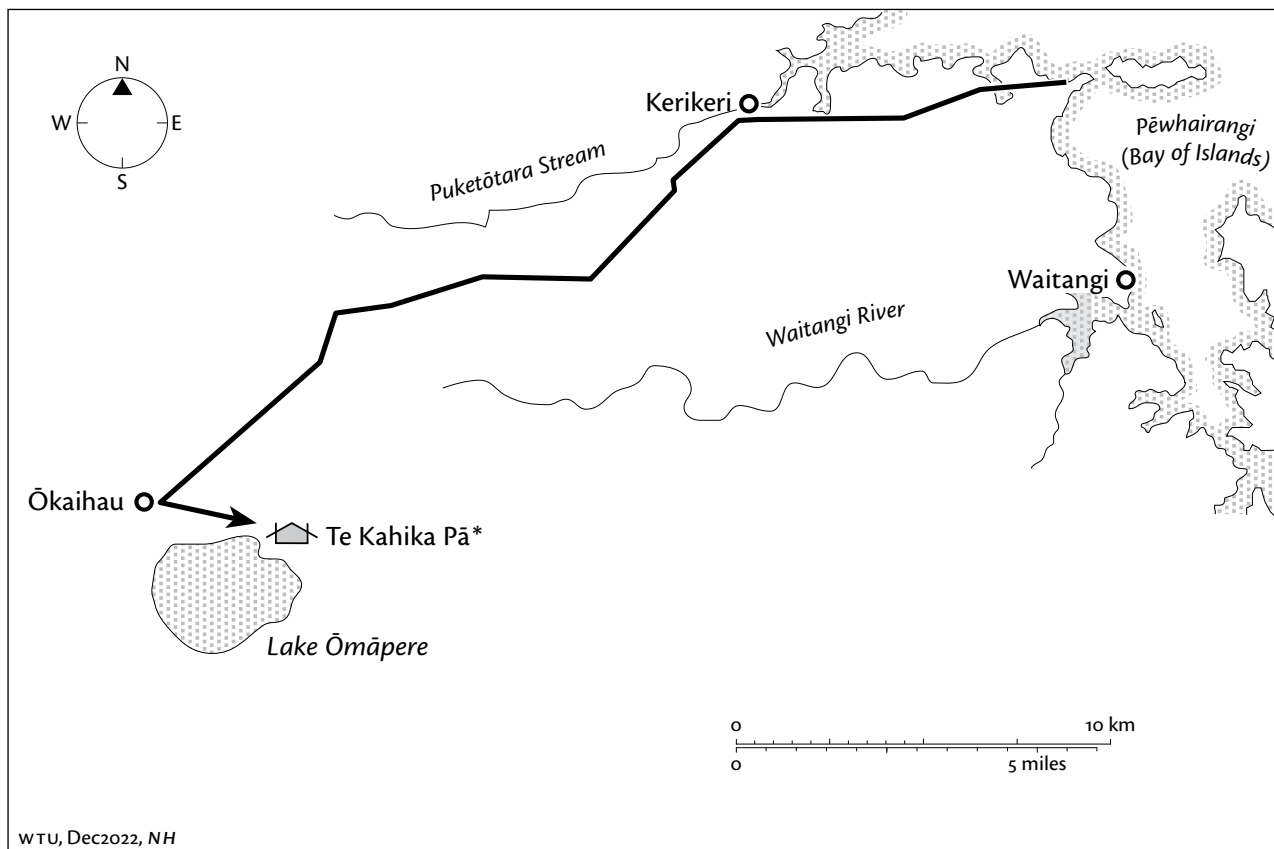 N
W
E
S
Kerikeri
Puketōtara Stream
Pēwhairangi
(Bay of Islands)
Waitangi
Waitangi River
Ōkaihau
Te Kahika Pā*
Lake Ōmāpere
0 10 km
0 5 miles
WTU, Dec2022, NH